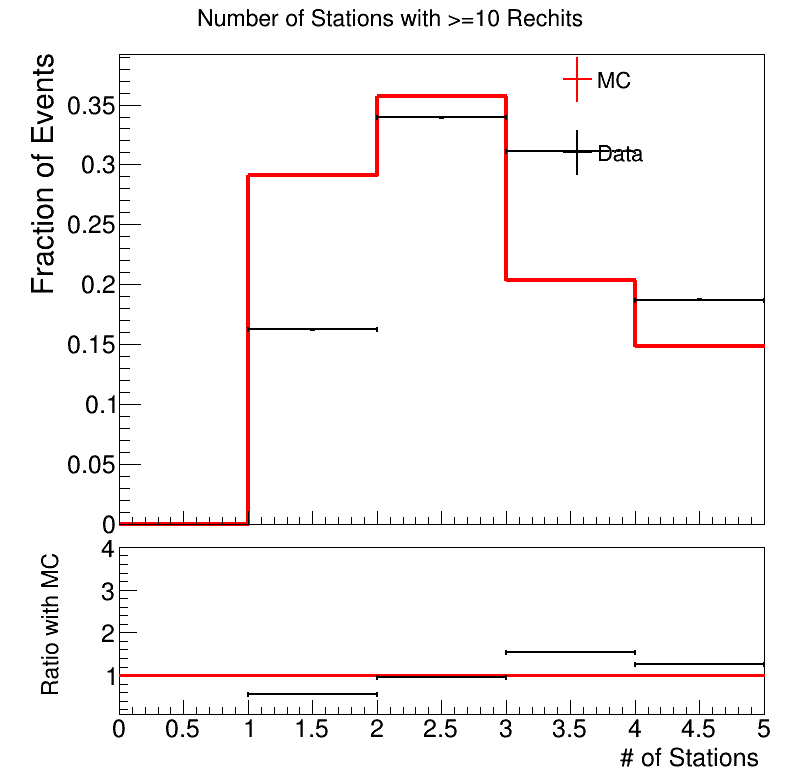 Number of Stations with >=10 Rechits
Fraction of Events
0.35
0.3
0.25
0.2
0.15
0.1
0.05
0
MC
Data
Ratio with MC
4
3
2
1
0 0.5 1 1.5 2 2.5 3 3.5 4 4.5 5
# of Stations